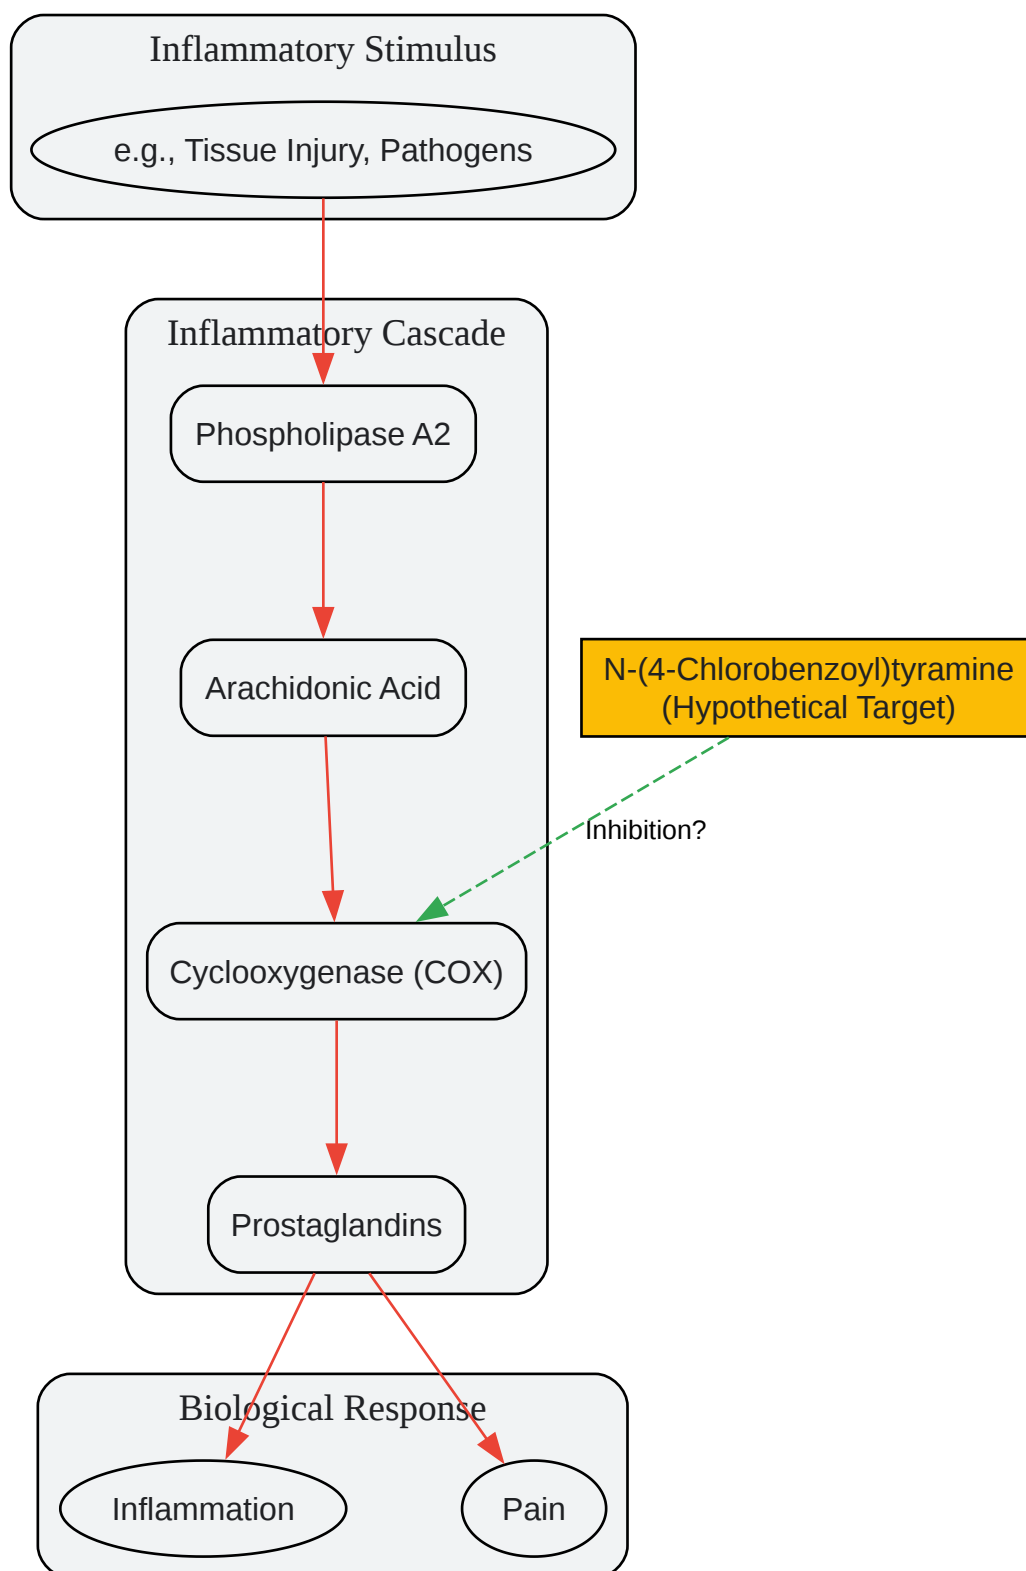 Inflammatory Stimulus
e.g., Tissue Injury, Pathogens
Inflammatory Cascade
Phospholipase A2
Arachidonic Acid
N-(4-Chlorobenzoyl)tyramine
(Hypothetical Target)
Inhibition?
Cyclooxygenase (COX)
Prostaglandins
Biological Response
Inflammation
Pain